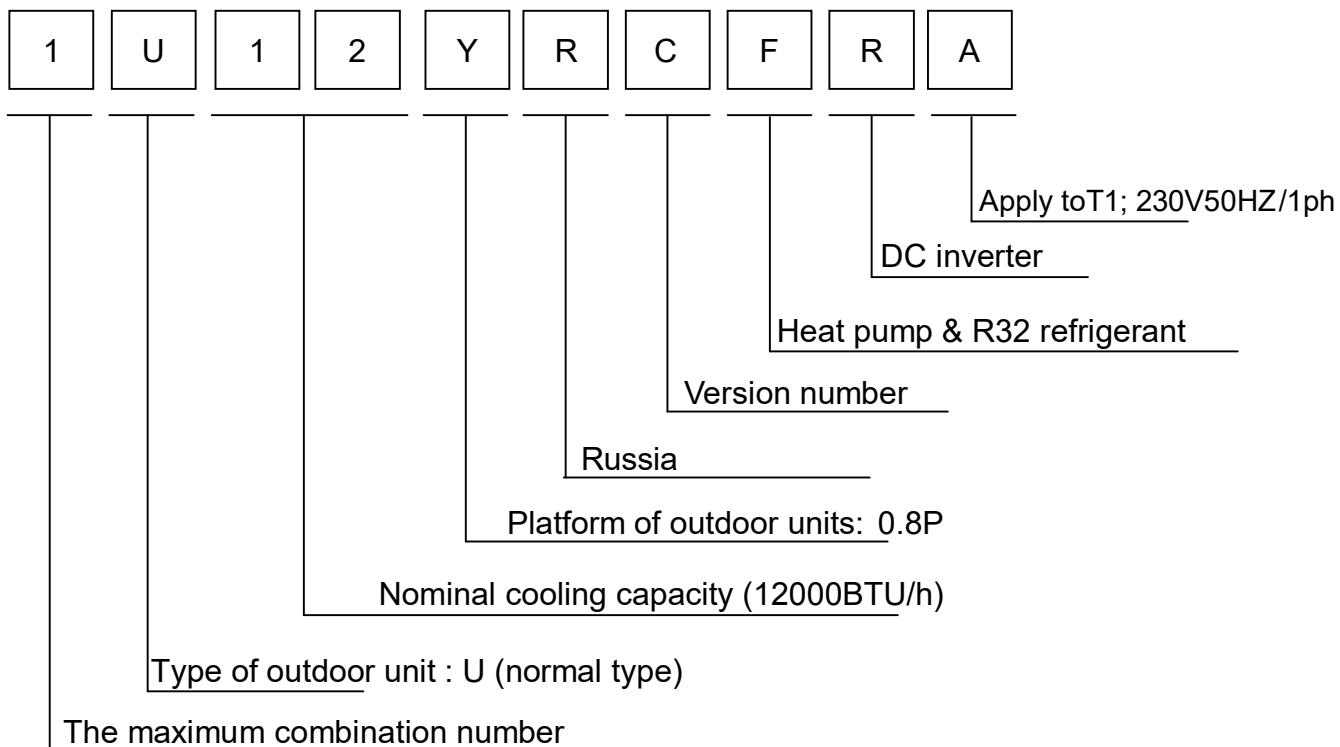 1 U 1 2 Y R C F R A
Apply toT1; 230V50HZ/1ph
DC inverter
Heat pump & R32 refrigerant
Version number
Russia
Platform of outdoor units: 0.8P
Nominal cooling capacity (12000BTU/h)
Type of outdoor unit : U (normal type)
The maximum combination number